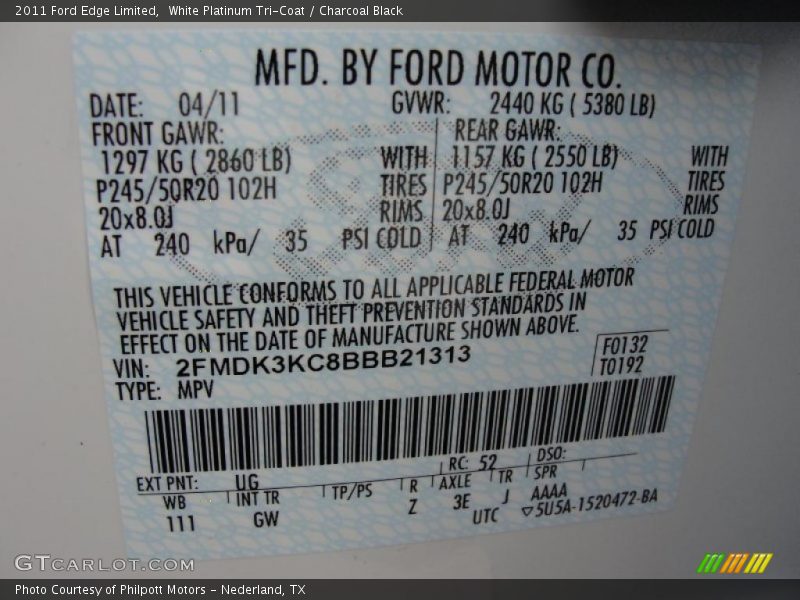 2011 Ford Edge Limited, White Platinum Tri-Coat / Charcoal Black
MFD. BY FORD MOTOR CO.
DATE: 04/11 GVWR: 2440 KG ( 5380 LB)
FRONT GAWR: REAR GAWR:
1297 KG ( 2860 LB) WITH 1157 KG ( 2550 LB) WITH
P245/50R20 102H TIRES P245/50R20 102H TIRES
20x8.0J RIMS 20x8.0J RIMS
AT 240 kPa/ 35 PSI COLD AT 240 kPa/ 35 PSI COLD
THIS VEHICLE CONFORMS TO ALL APPLICABLE FEDERAL MOTOR
VEHICLE SAFETY AND THEFT PREVENTION STANDARDS IN
EFFECT ON THE DATE OF MANUFACTURE SHOWN ABOVE.
VIN: 2FMDK3KC8BBB21313 F0132
TYPE: MPV T0192
EXT PNT: UG RC: 52 DSO:
WB INT TR TP/PS R AXLE TR SPR
111 GW Z 3E J AAAA
UTC ▽5U5A-1520472-BA
GTCARLOT.COM
Photo Courtesy of Philpott Motors - Nederland, TX